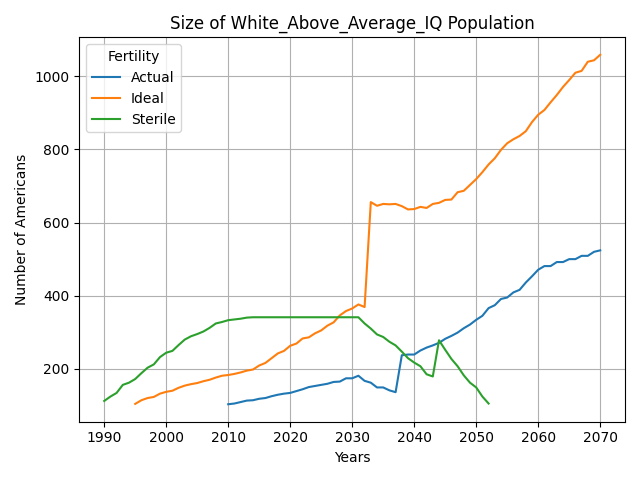 Size of White_Above_Average_IQ Population
Fertility
Actual
Ideal
Sterile
Number of Americans
1000
800
600
400
200
1990 2000 2010 2020 2030 2040 2050 2060 2070
Years